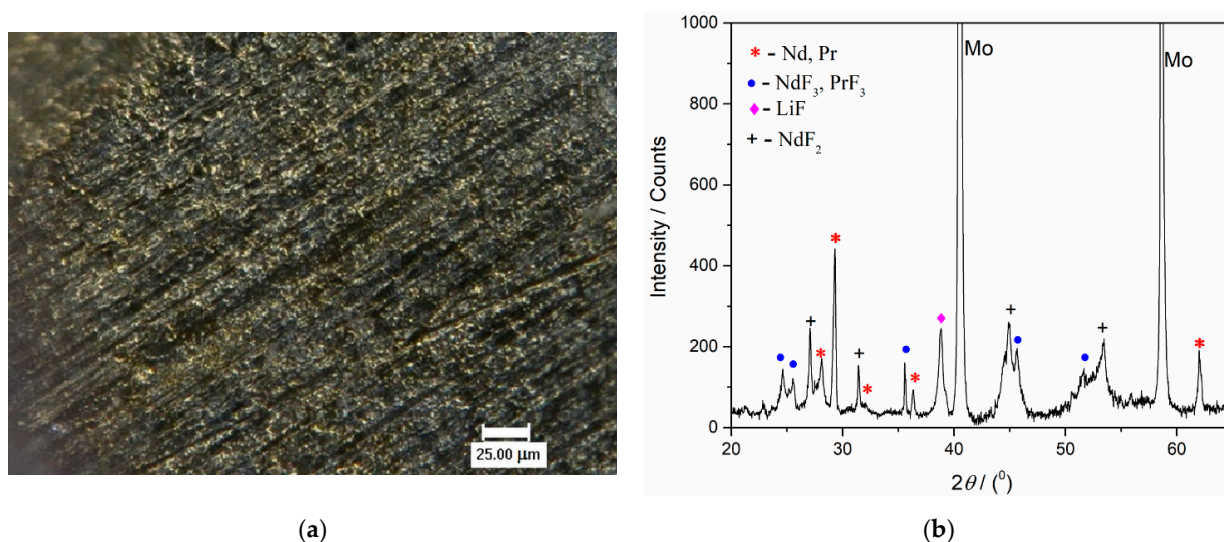 25.00 μm
(a)
1000
800
600
400
200
0
Intensity / Counts
* - Nd, Pr
● - NdF₃, PrF₃
♦ - LiF
+ - NdF₂
Mo
Mo
20
30
40
50
60
2θ / (⁰)
(b)